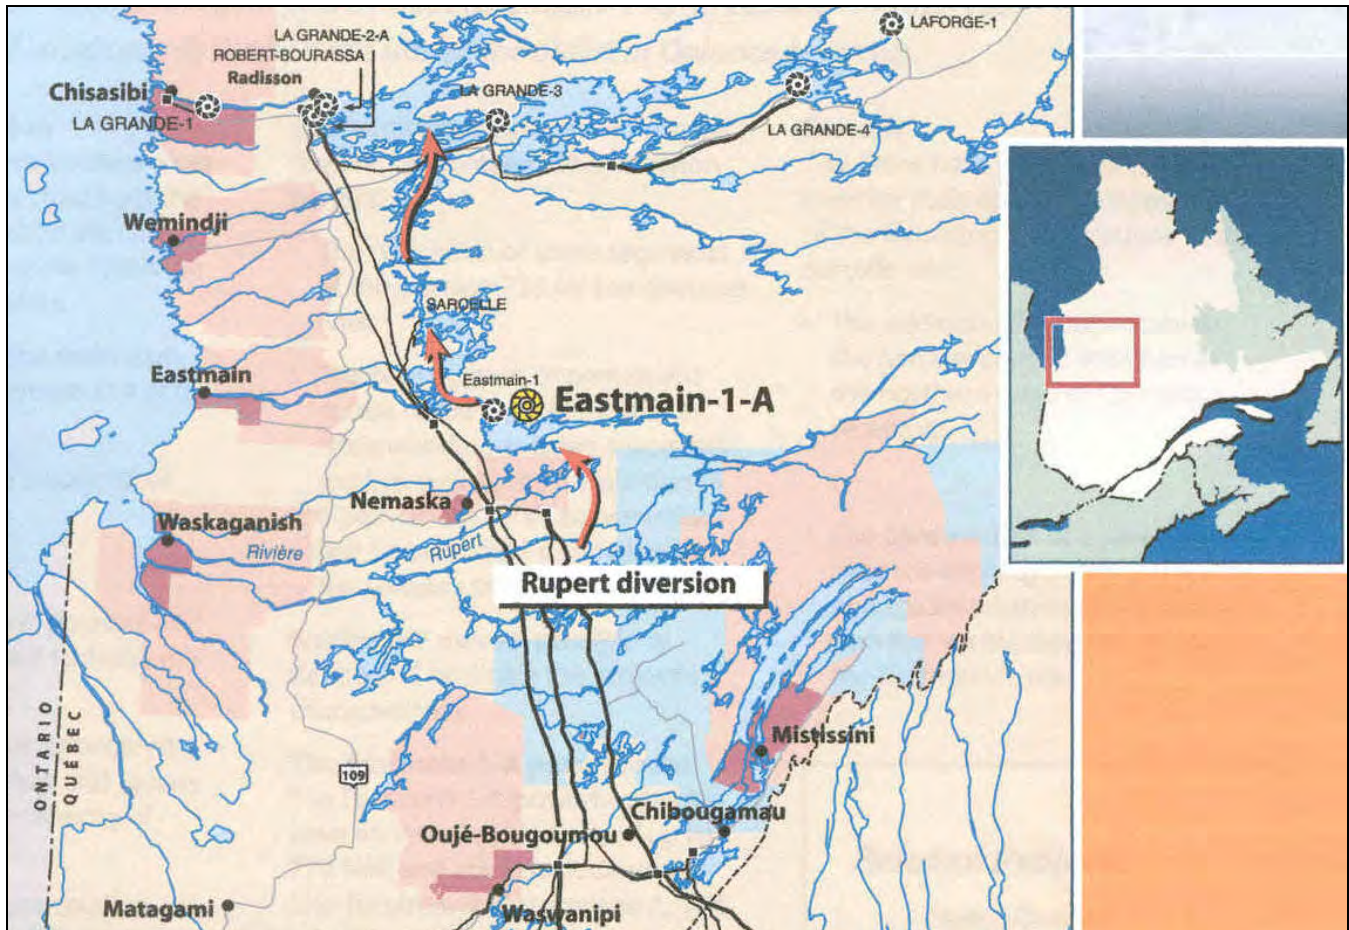 LAFORGE-1
LA GRANDE-2-A
ROBERT-BOURASSA
Radisson
Chisasibi
LA GRANDE-1
LA GRANDE-3
LA GRANDE-4
Wemindji
SARCELLE
Eastmain
Eastmain-1
Eastmain-1-A
Nemaska
Waskaganish
Rivière
Rupert
Rupert diversion
ONTARIO
QUÉBEC
109
Mistissini
Chibougamau
Oujé-Bougoumou
Matagami
Waswanipi